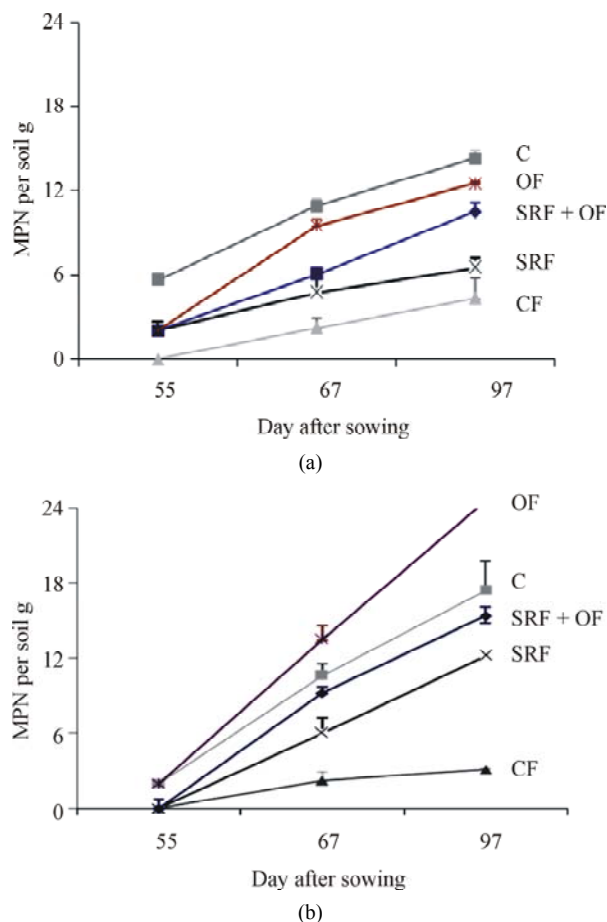 24
18
12
6
0
MPN per soil g
C
OF
SRF + OF
SRF
CF
55 67 97
Day after sowing
(a)
24
18
12
6
0
MPN per soil g
OF
C
SRF + OF
SRF
CF
55 67 97
Day after sowing
(b)